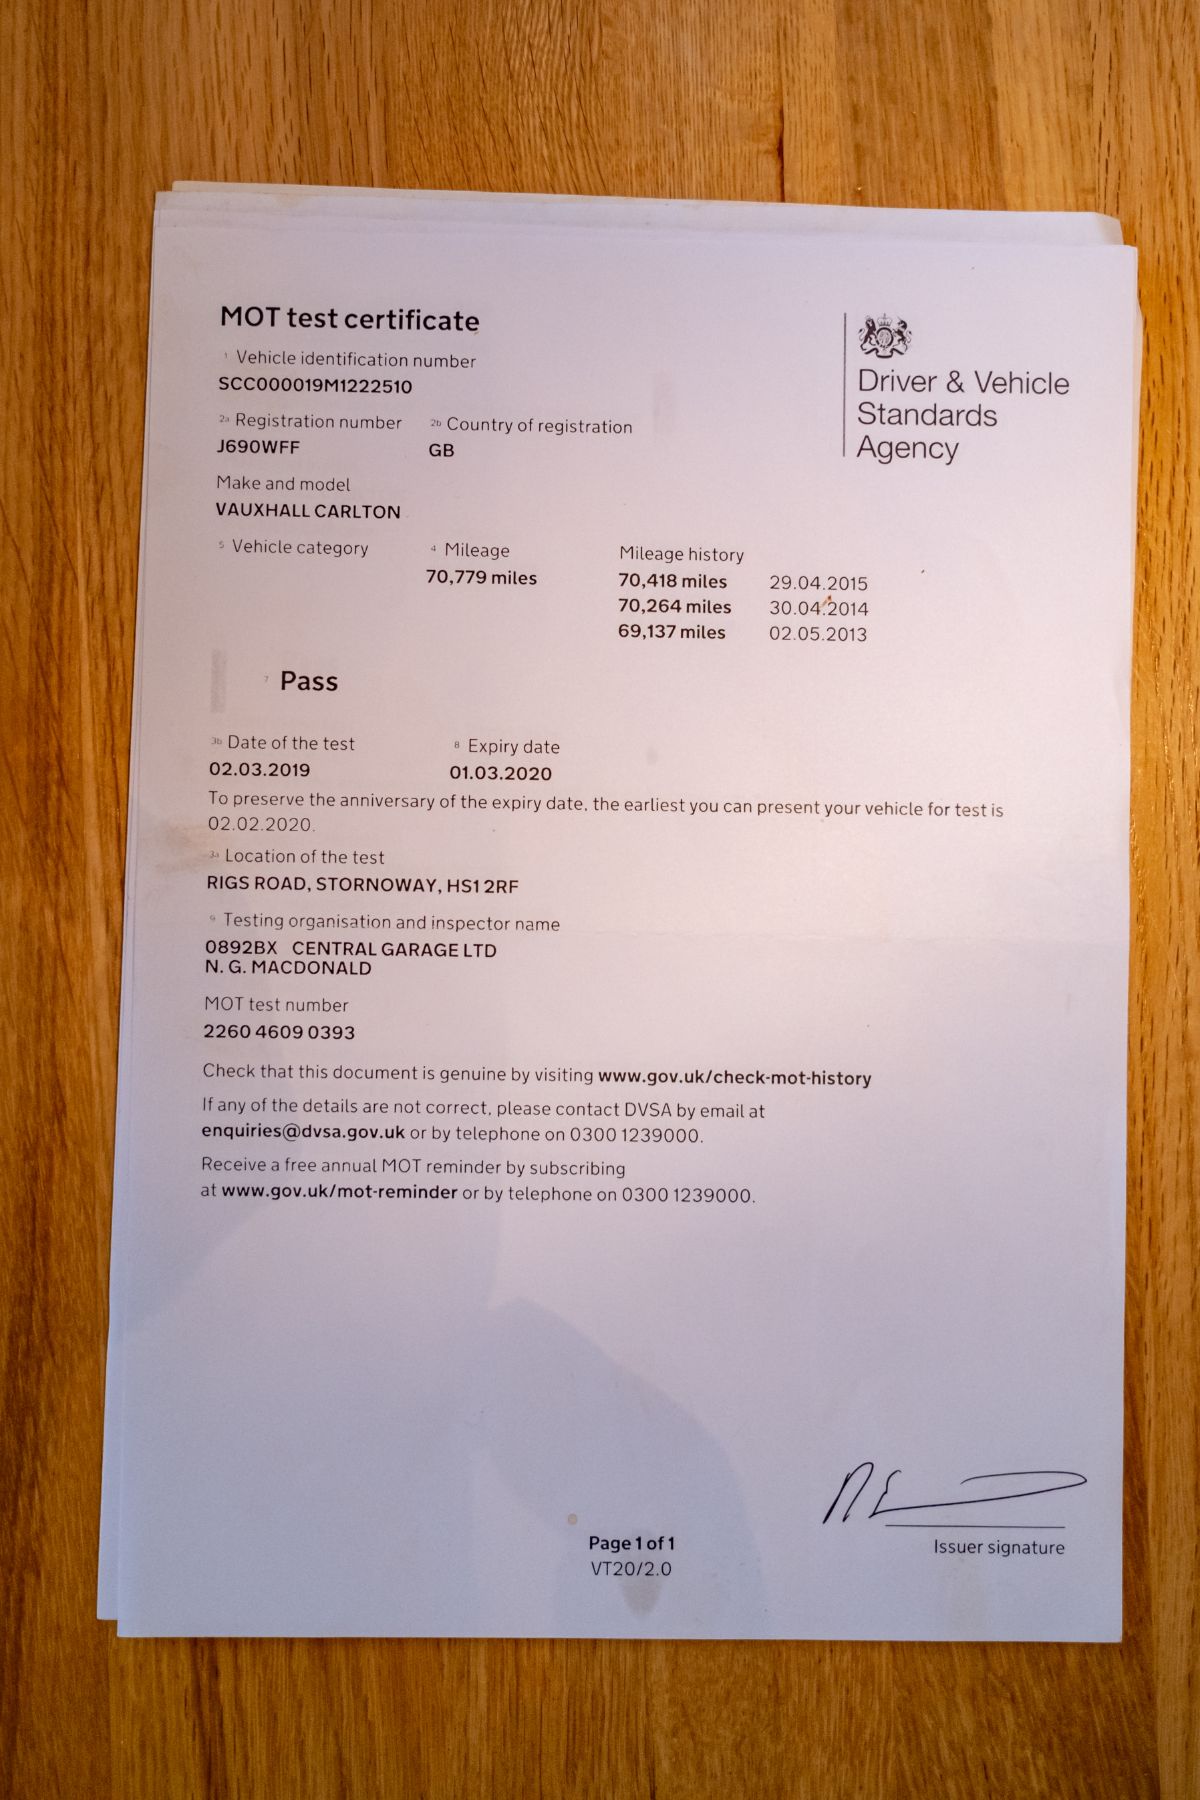 MOT test certificate
1 Vehicle identification number
SCC000019M1222510
2a Registration number 2b Country of registration
J690WFF GB
Make and model
VAUXHALL CARLTON
Driver & Vehicle
Standards
Agency
5 Vehicle category 4 Mileage Mileage history
70,779 miles 70,418 miles 29.04.2015
70,264 miles 30.04.2014
69,137 miles 02.05.2013
7 Pass
3b Date of the test 8 Expiry date
02.03.2019 01.03.2020
To preserve the anniversary of the expiry date, the earliest you can present your vehicle for test is
02.02.2020.
3a Location of the test
RIGS ROAD, STORNOWAY, HS1 2RF
9 Testing organisation and inspector name
0892BX CENTRAL GARAGE LTD
N. G. MACDONALD
MOT test number
2260 4609 0393
Check that this document is genuine by visiting www.gov.uk/check-mot-history
If any of the details are not correct, please contact DVSA by email at
enquiries@dvsa.gov.uk or by telephone on 0300 1239000.
Receive a free annual MOT reminder by subscribing
at www.gov.uk/mot-reminder or by telephone on 0300 1239000.
Issuer signature
Page 1 of 1
VT20/2.0